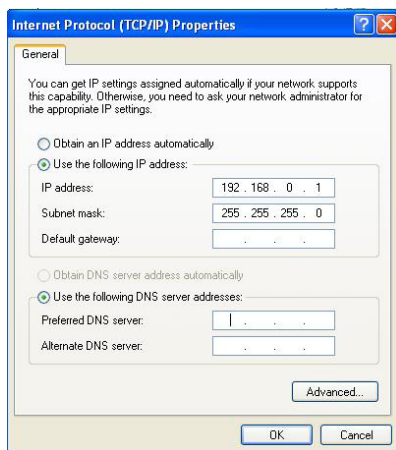 Internet Protocol (TCP/IP) Properties
General
You can get IP settings assigned automatically if your network supports
this capability. Otherwise, you need to ask your network administrator for
the appropriate IP settings.
Obtain an IP address automatically
Use the following IP address:
IP address: 192 . 168 . 0 . 1
Subnet mask: 255 . 255 . 255 . 0
Default gateway: . . .
Obtain DNS server address automatically
Use the following DNS server addresses:
Preferred DNS server: . . .
Alternate DNS server: . . .
Advanced...
OK Cancel